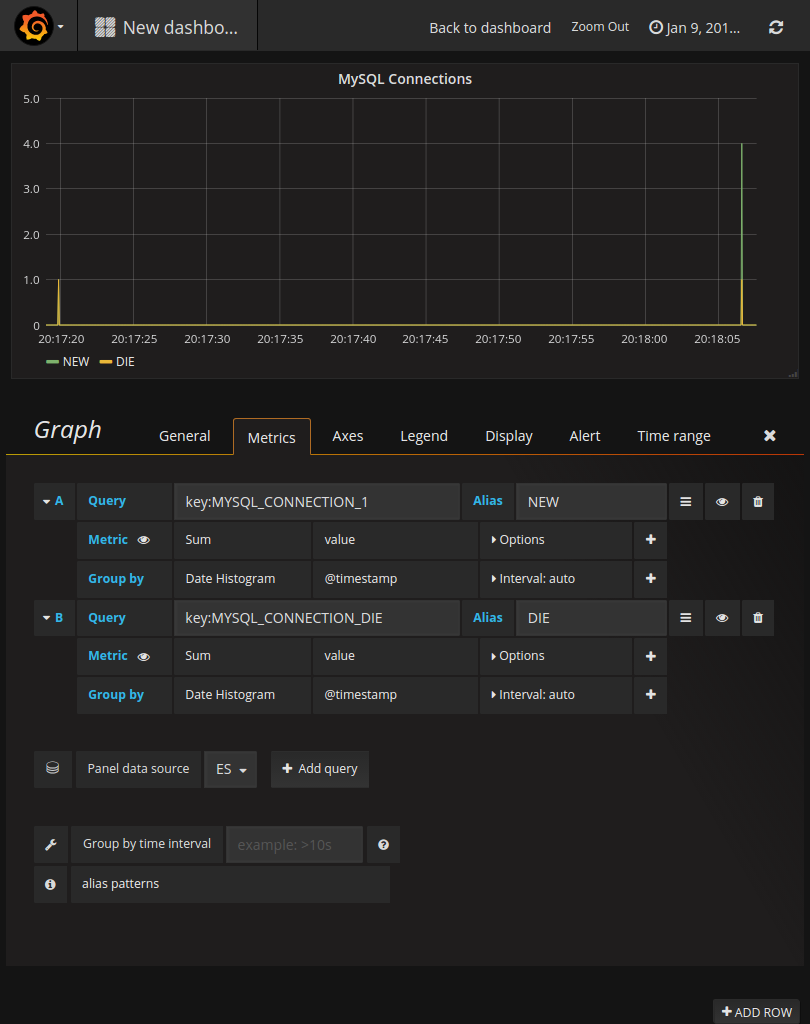 New dashbo... Back to dashboard Zoom Out Jan 9, 201...
MySQL Connections
5.0
4.0
3.0
2.0
1.0
0
20:17:20 20:17:25 20:17:30 20:17:35 20:17:40 20:17:45 20:17:50 20:17:55 20:18:00 20:18:05
NEW DIE
Graph General Metrics Axes Legend Display Alert Time range
A Query key:MYSQL_CONNECTION_1 Alias NEW
Metric Sum value Options
Group by Date Histogram @timestamp Interval: auto
B Query key:MYSQL_CONNECTION_DIE Alias DIE
Metric Sum value Options
Group by Date Histogram @timestamp Interval: auto
Panel data source ES Add query
Group by time interval example: >10s
alias patterns
ADD ROW